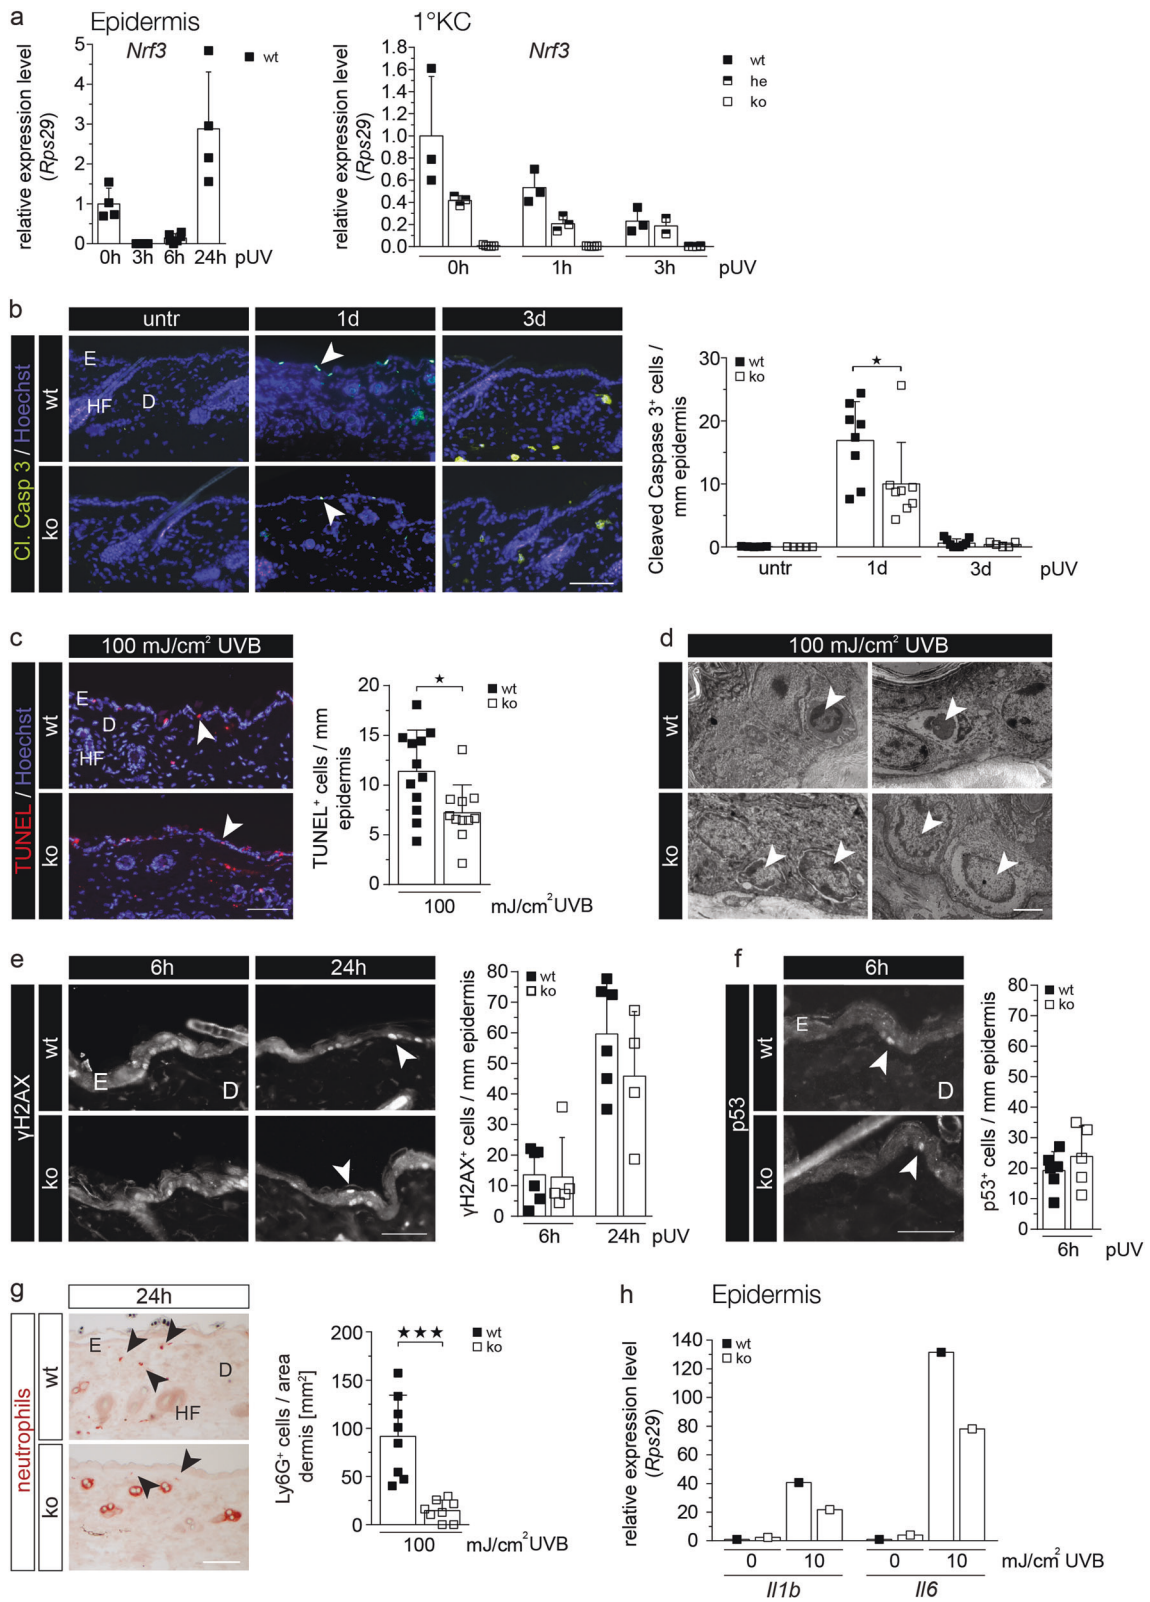 a
Epidermis
Nrf3
relative expression level
(Rps29)
5
4
3
2
1
0
0h 3h 6h 24h pUV
wt
1°KC
Nrf3
relative expression level
(Rps29)
1.8
1.6
1.4
1.2
1.0
0.8
0.6
0.4
0.2
0.0
0h 1h 3h pUV
wt
he
ko
b
untr 1d 3d
Cl. Casp 3 / Hoechst
wt
ko
E
HF D
Cleaved Caspase 3+ cells /
mm epidermis
30
20
10
0
wt
ko
★
untr 1d 3d pUV
c
100 mJ/cm² UVB
TUNEL / Hoechst
wt
ko
E
D
HF
TUNEL+ cells / mm
epidermis
20
15
10
5
0
★
wt
ko
100 mJ/cm² UVB
d
100 mJ/cm² UVB
wt
ko
e
6h 24h
γH2AX
wt
ko
E
D
γH2AX+ cells / mm epidermis
80
70
60
50
40
30
20
10
0
wt
ko
6h 24h pUV
f
6h
p53
wt
ko
E
D
p53+ cells / mm epidermis
80
70
60
50
40
30
20
10
0
wt
ko
6h pUV
g
24h
neutrophils
wt
ko
E
D
HF
Ly6G+ cells / area
dermis [mm²]
200
150
100
50
0
★★★
wt
ko
100 mJ/cm² UVB
h
Epidermis
relative expression level
(Rps29)
140
120
100
80
60
40
20
0
wt
ko
0 10 0 10 mJ/cm² UVB
Il1b Il6